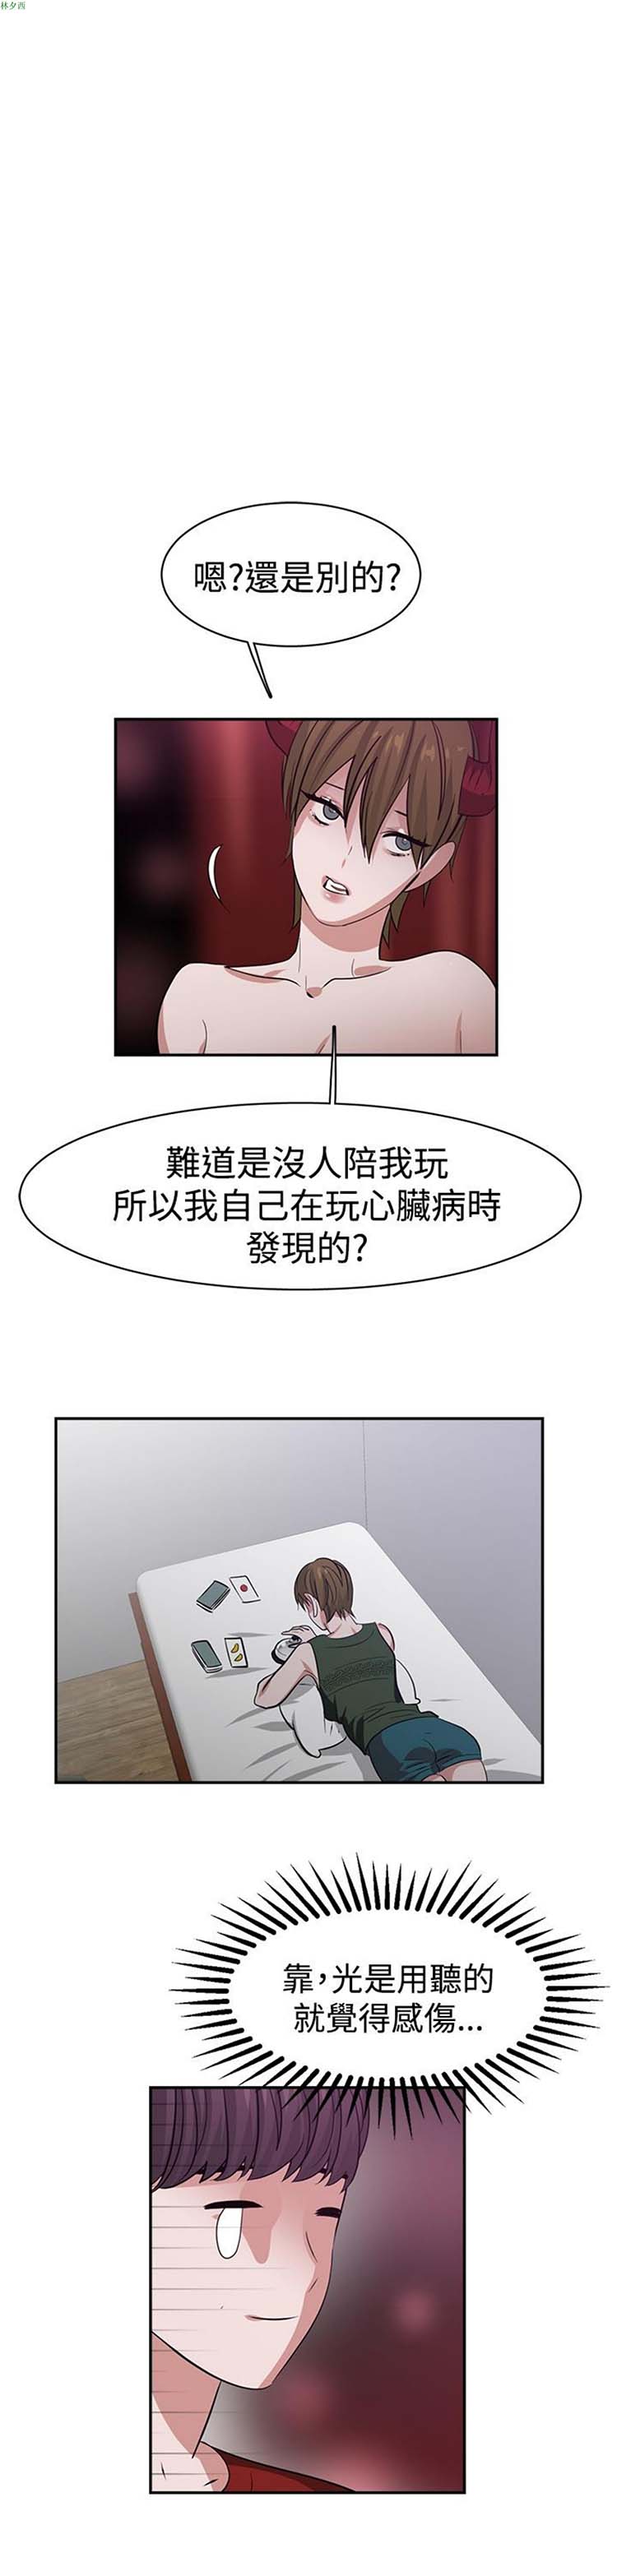 林夕西
嗯?還是別的?
難道是沒人陪我玩
所以我自己在玩心臟病時
發現的?
靠,光是用聽的
就覺得感傷...